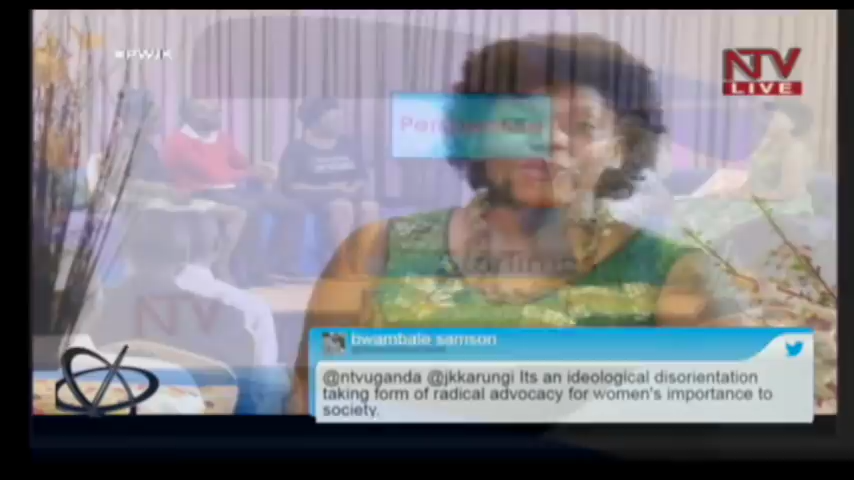 #PWJK
NTV
LIVE
NTV
bwambale samson
@ntvuganda @jkkarungi Its an ideological disorientation
taking form of radical advocacy for women's importance to
society.